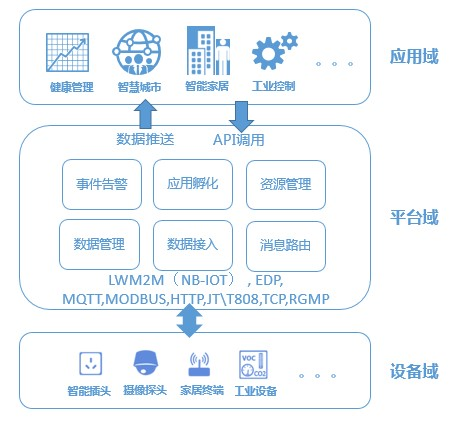 健康管理 智慧城市 智能家居 工业控制 。。。
应用域
数据推送 API调用
事件告警 应用孵化 资源管理
平台域
数据管理 数据接入 消息路由
LWM2M（NB-IOT）, EDP,
MQTT,MODBUS,HTTP,JT\T808,TCP,RGMP
VOC
CO2
智能插头 摄像探头 家居终端 工业设备 。。。
设备域